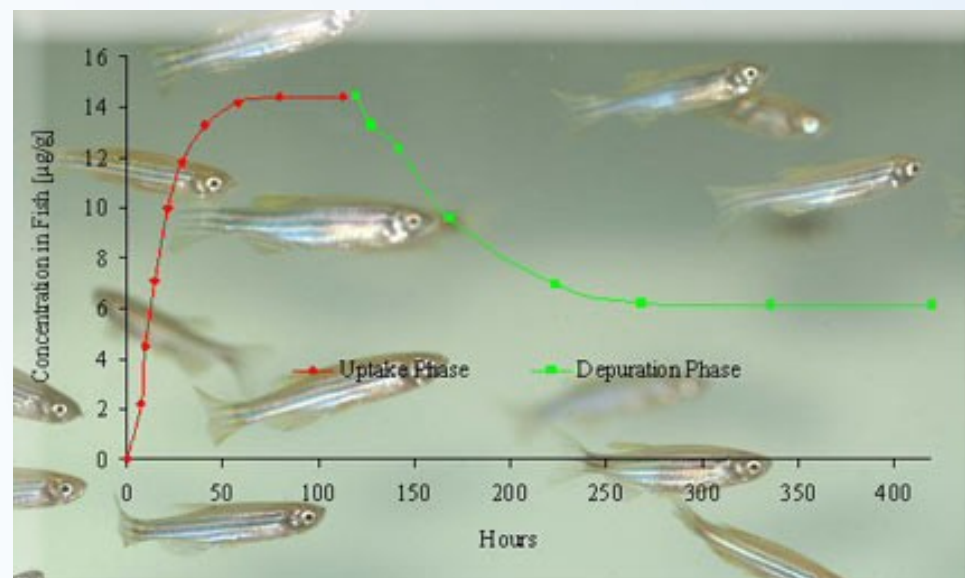 16
14
12
10
8
6
4
2
0
Concentration in Fish [µg/g]
Uptake Phase
Depuration Phase
0 50 100 150 200 250 300 350 400
Hours